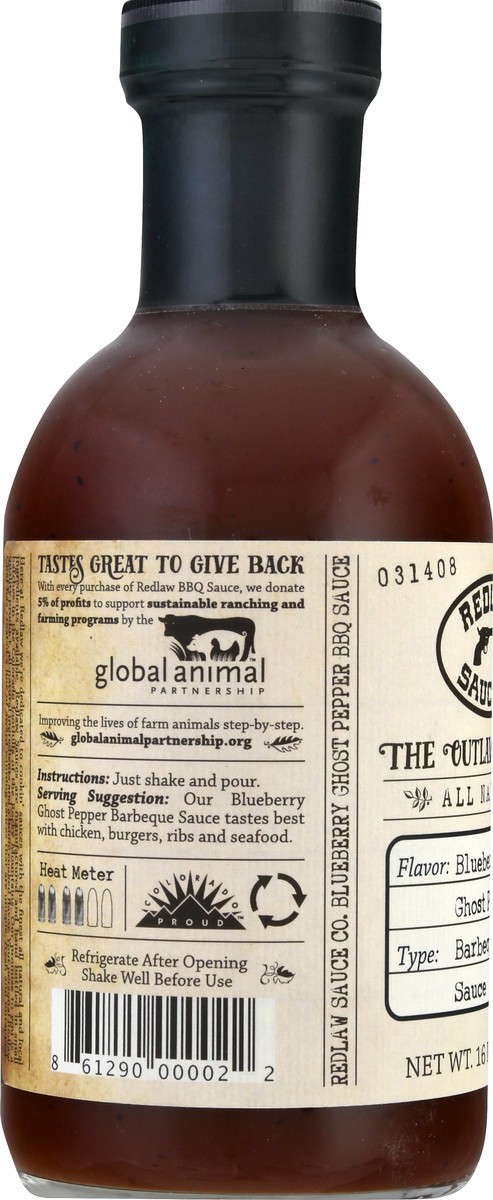 TASTES GREAT TO GIVE BACK
With every purchase of Redlaw BBQ Sauce, we donate
5% of profits to support sustainable ranching and
farming programs by the
global animal
PARTNERSHIP
Improving the lives of farm animals step-by-step.
globalanimalpartnership.org
Instructions: Just shake and pour.
Serving Suggestion: Our Blueberry
Ghost Pepper Barbeque Sauce tastes best
with chicken, burgers, ribs and seafood.
Heat Meter
COLORADO
PROUD
Refrigerate After Opening
Shake Well Before Use
8 61290 00002 2
REDLAW SAUCE CO. BLUEBERRY GHOST PEPPER BBQ SAUCE
031408
REDL
SAUC
THE OUTLA
ALL NA
Flavor: Bluebe
Ghost P
Type: Barbeq
Sauce
NET WT. 16